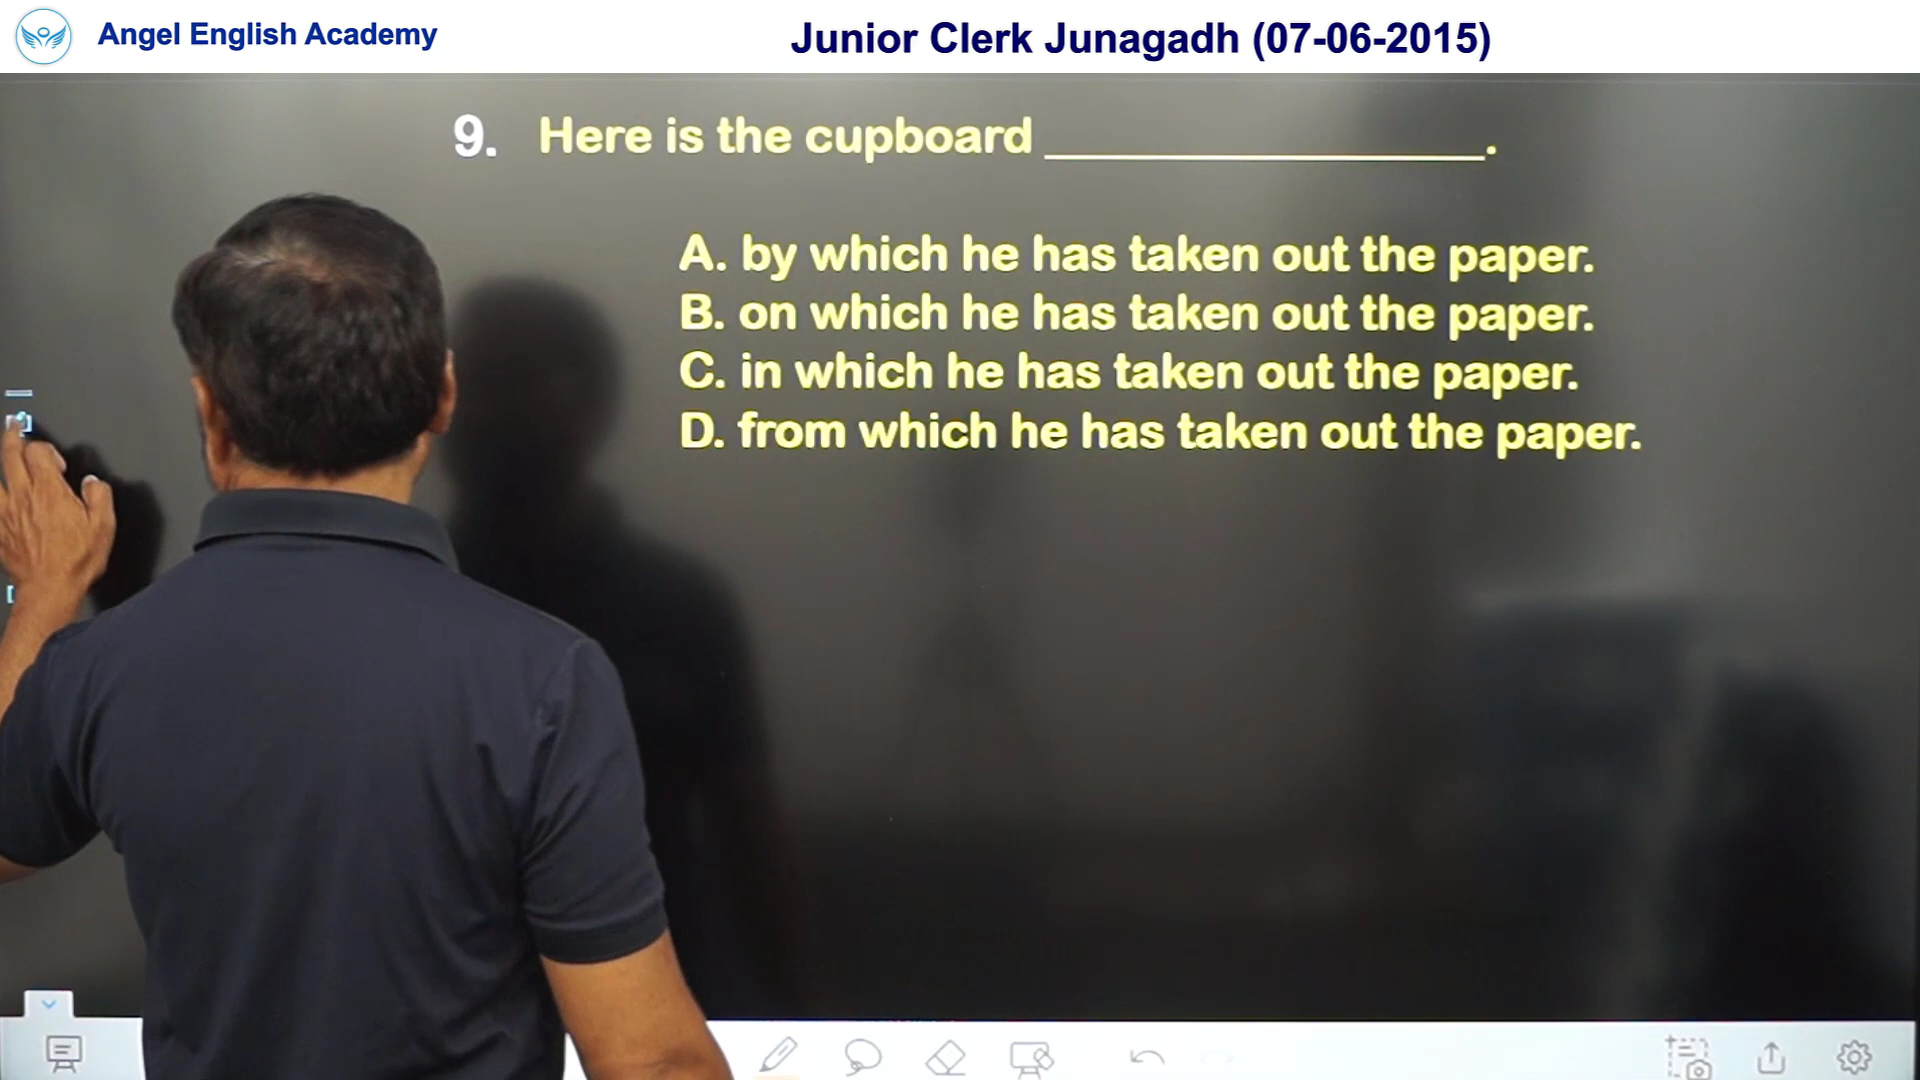 Angel English Academy
Junior Clerk Junagadh (07-06-2015)
9. Here is the cupboard ____________________.
A. by which he has taken out the paper.
B. on which he has taken out the paper.
C. in which he has taken out the paper.
D. from which he has taken out the paper.